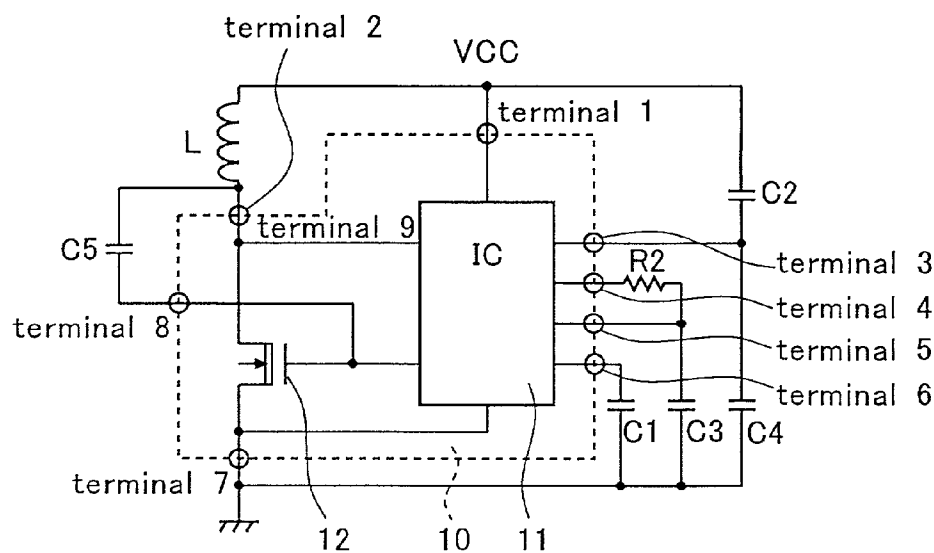 terminal 2
VCC
terminal 1
L
C2
terminal 9
C5
IC
R2
terminal 3
terminal 8
terminal 4
terminal 5
terminal 6
C1
C3
C4
terminal 7
12
10
11